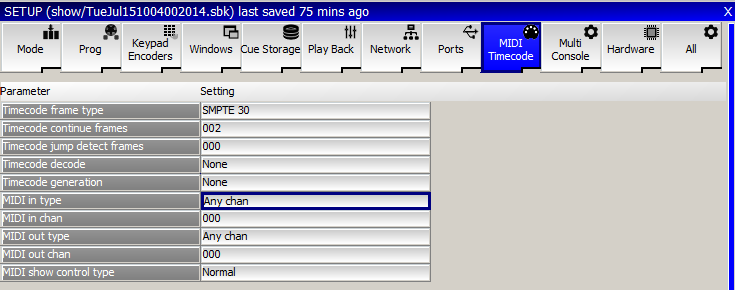 SETUP (show/TueJul151004002014.sbk) last saved 75 mins ago X
Mode Prog Keypad Encoders Windows Cue Storage Play Back Network Ports MIDI Timecode Multi Console Hardware All
Parameter Setting
Timecode frame type SMPTE 30
Timecode continue frames 002
Timecode jump detect frames 000
Timecode decode None
Timecode generation None
MIDI in type Any chan
MIDI in chan 000
MIDI out type Any chan
MIDI out chan 000
MIDI show control type Normal